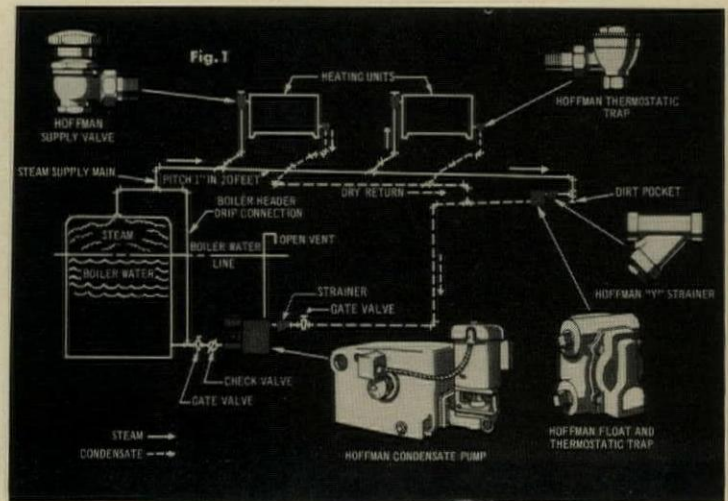 Fig. 1
HEATING UNITS
HOFFMAN
SUPPLY VALVE
HOFFMAN THERMOSTATIC
TRAP
STEAM SUPPLY MAIN
PITCH 1" IN 20 FEET
DRY RETURN
DIRT POCKET
BOILER HEADER
DRIP CONNECTION
STEAM
BOILER WATER
LINE
OPEN VENT
BOILER WATER
STRAINER
GATE VALVE
HOFFMAN "Y" STRAINER
CHECK VALVE
GATE VALVE
STEAM
CONDENSATE
HOFFMAN CONDENSATE PUMP
HOFFMAN FLOAT AND
THERMOSTATIC TRAP